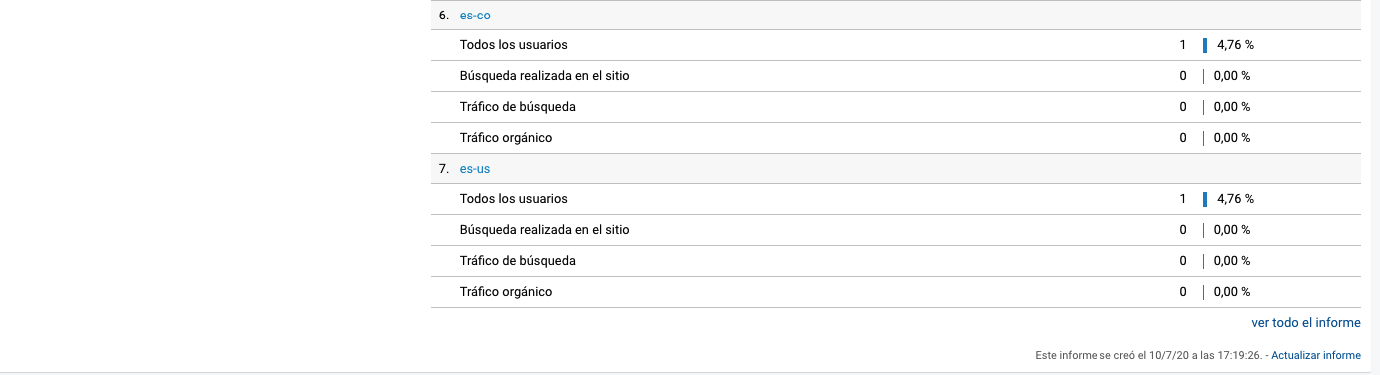 6. es-co
Todos los usuarios 1 4,76 %
Búsqueda realizada en el sitio 0 0,00 %
Tráfico de búsqueda 0 0,00 %
Tráfico orgánico 0 0,00 %
7. es-us
Todos los usuarios 1 4,76 %
Búsqueda realizada en el sitio 0 0,00 %
Tráfico de búsqueda 0 0,00 %
Tráfico orgánico 0 0,00 %
ver todo el informe
Este informe se creó el 10/7/20 a las 17:19:26. - Actualizar informe